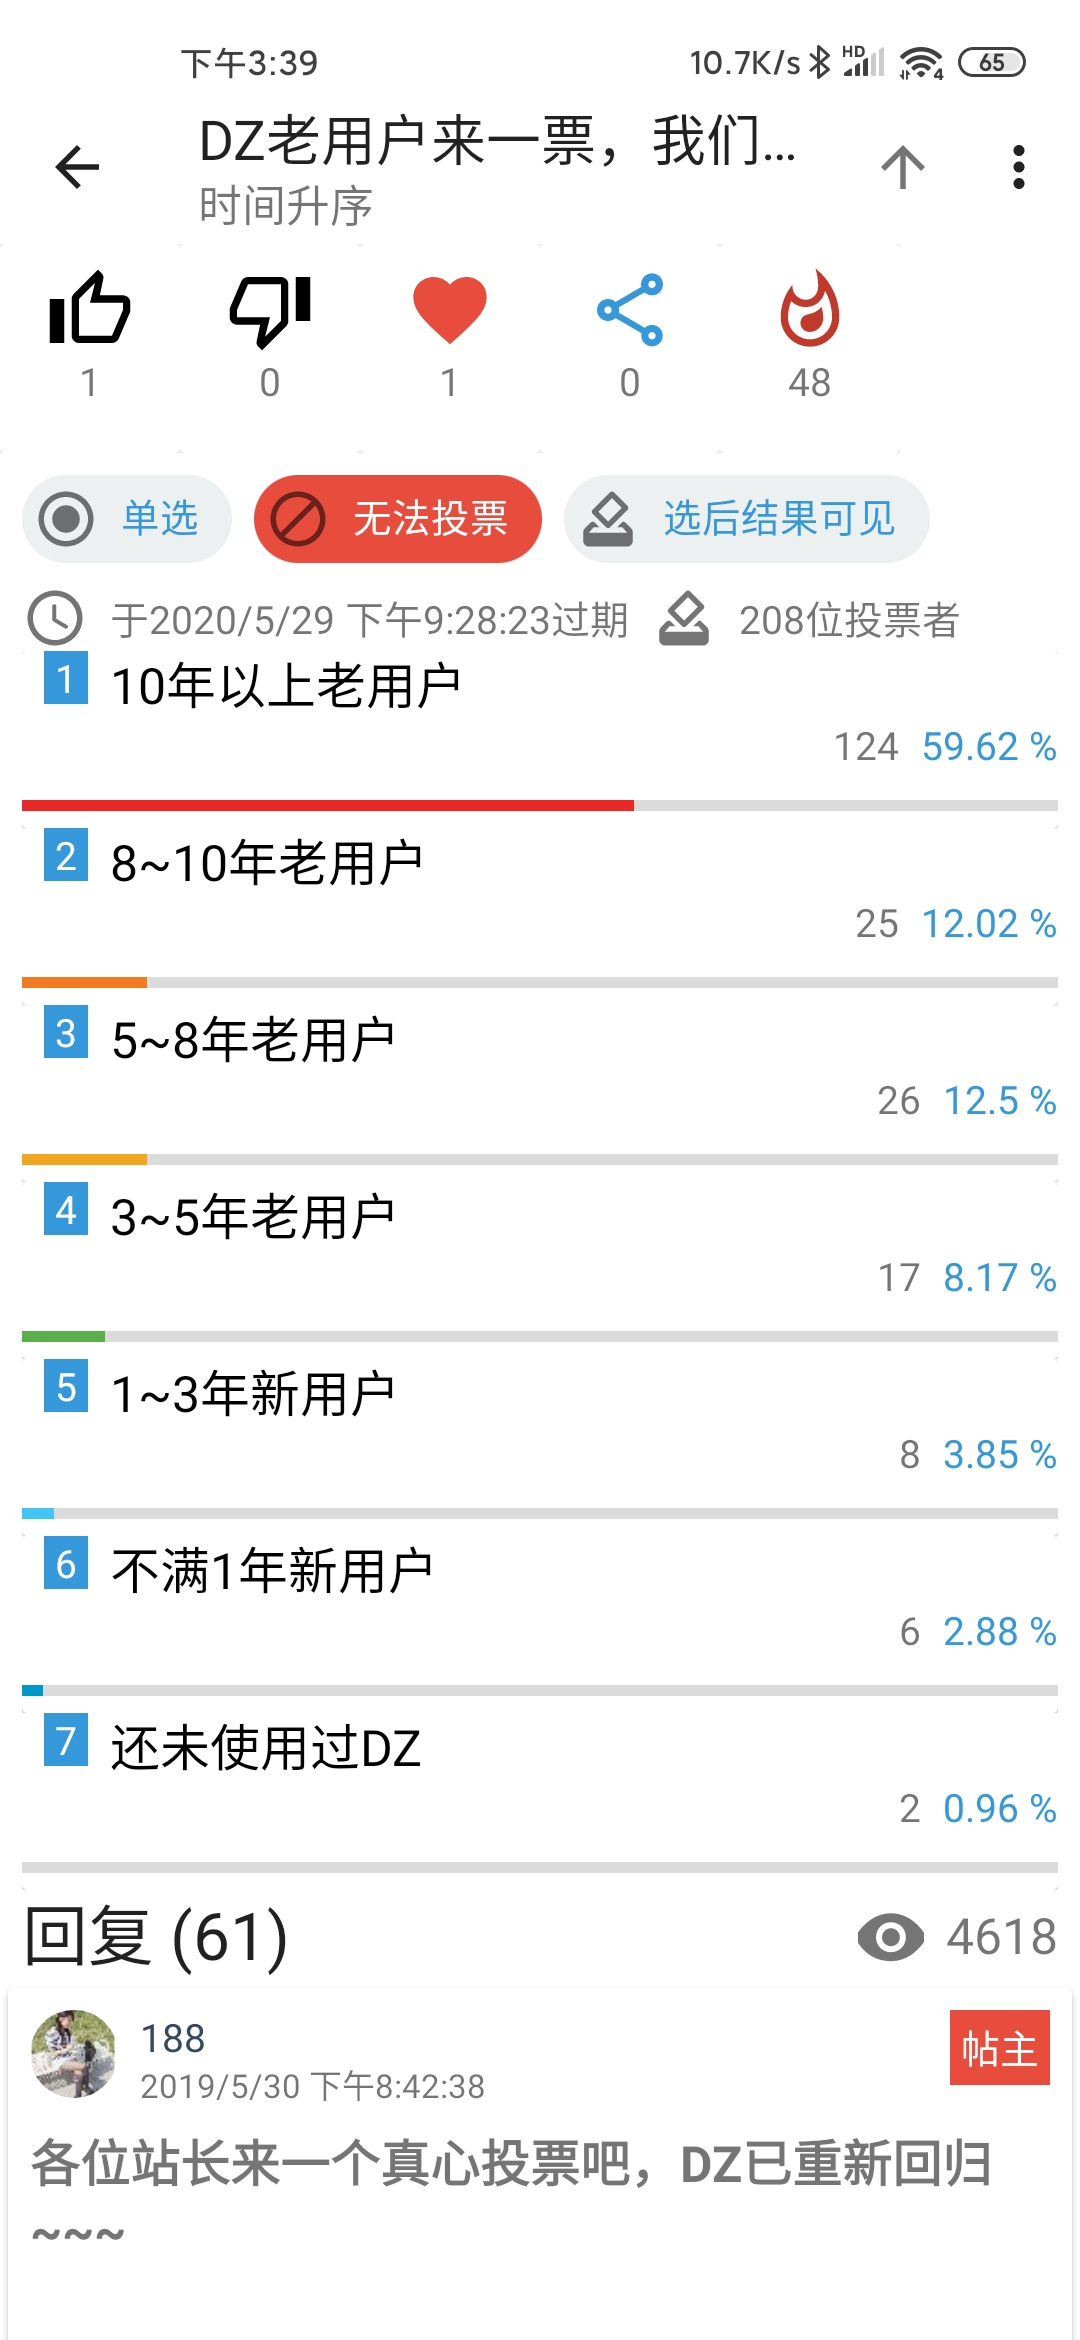 下午3:39
10.7K/s HD 4 65
DZ老用户来一票，我们...
时间升序
1 0 1 0 48
单选 无法投票 选后结果可见
于2020/5/29 下午9:28:23过期 208位投票者
1 10年以上老用户
124 59.62 %
2 8~10年老用户
25 12.02 %
3 5~8年老用户
26 12.5 %
4 3~5年老用户
17 8.17 %
5 1~3年新用户
8 3.85 %
6 不满1年新用户
6 2.88 %
7 还未使用过DZ
2 0.96 %
回复 (61) 4618
188 帖主
2019/5/30 下午8:42:38
各位站长来一个真心投票吧，DZ已重新回归
~~~